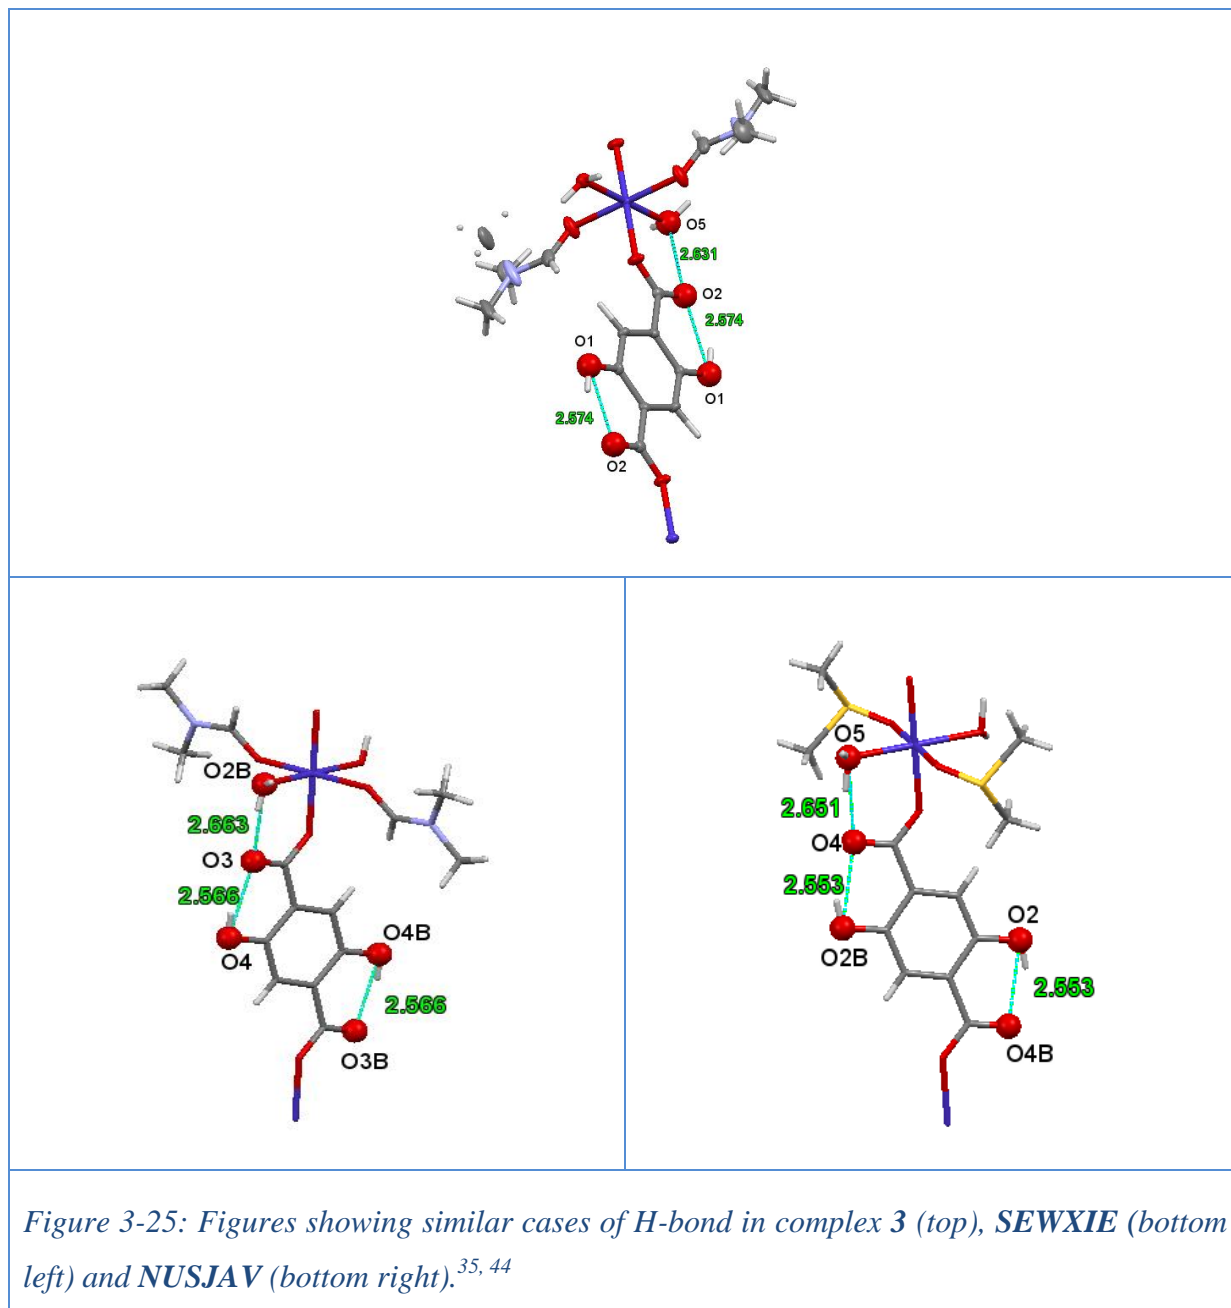 O5
2.631
O2
2.574
O1
O1
2.574
O2
O2B
2.663
O3
2.566
O4
O4B
2.566
O3B
O5
2.651
O4
2.553
O2B
O2
2.553
O4B
Figure 3-25: Figures showing similar cases of H-bond in complex 3 (top), SEWXIE (bottom
left) and NUSJAV (bottom right).35, 44